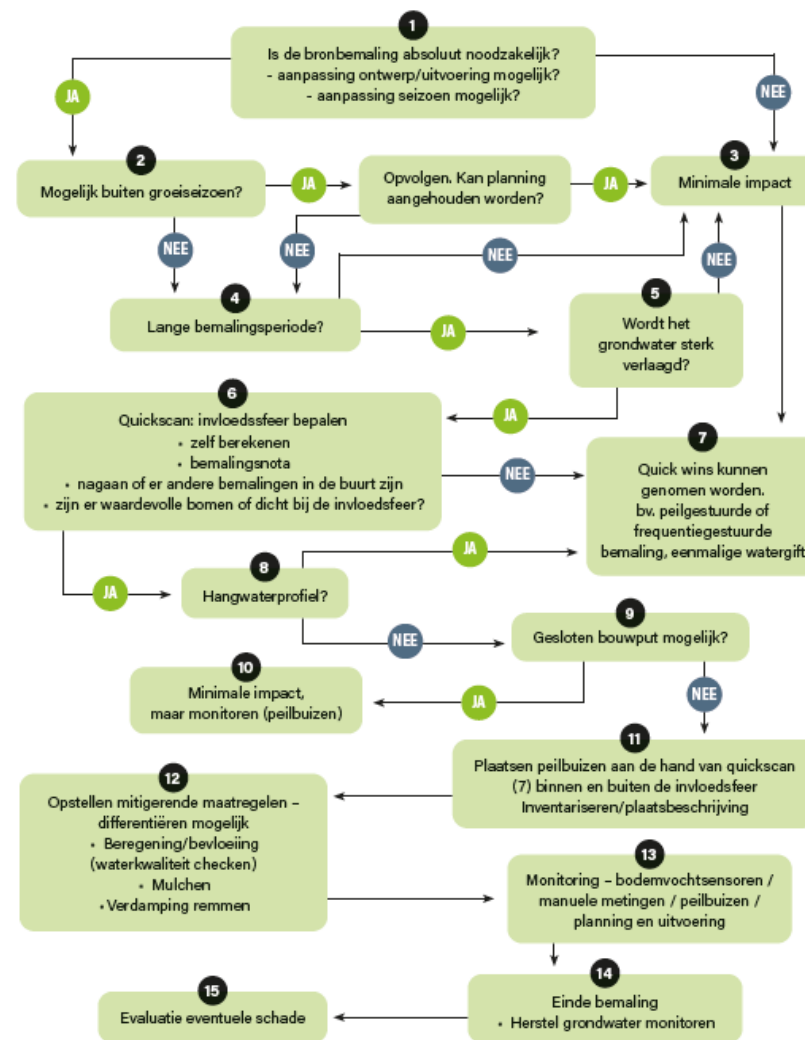 1
Is de bronbemaling absoluut noodzakelijk?
- aanpassing ontwerp/uitvoering mogelijk?
- aanpassing seizoen mogelijk?
JA
NEE
2
Mogelijk buiten groeiseizoen?
JA
Opvolgen. Kan planning
aangehouden worden?
JA
3
Minimale impact
NEE
NEE
NEE
NEE
4
Lange bemalingsperiode?
JA
5
Wordt het
grondwater sterk
verlaagd?
6
Quickscan: invloedssfeer bepalen
• zelf berekenen
• bemalingsnota
• nagaan of er andere bemalingen in de buurt zijn
• zijn er waardevolle bomen of dicht bij de invloedsfeer?
JA
NEE
7
Quick wins kunnen
genomen worden.
bv. peilgestuurde of
frequentiegestuurde
bemaling, eenmalige watergift
JA
8
Hangwaterprofiel?
JA
NEE
9
Gesloten bouwput mogelijk?
10
Minimale impact,
maar monitoren (peilbuizen)
JA
NEE
11
Plaatsen peilbuizen aan de hand van quickscan
(7) binnen en buiten de invloedsfeer
Inventariseren/plaatsbeschrijving
12
Opstellen mitigerende maatregelen –
differentiëren mogelijk
• Beregening/bevloeiing
(waterkwaliteit checken)
• Mulchen
• Verdamping remmen
13
Monitoring – bodemvochtsensoren /
manuele metingen / peilbuizen /
planning en uitvoering
14
Einde bemaling
• Herstel grondwater monitoren
15
Evaluatie eventuele schade